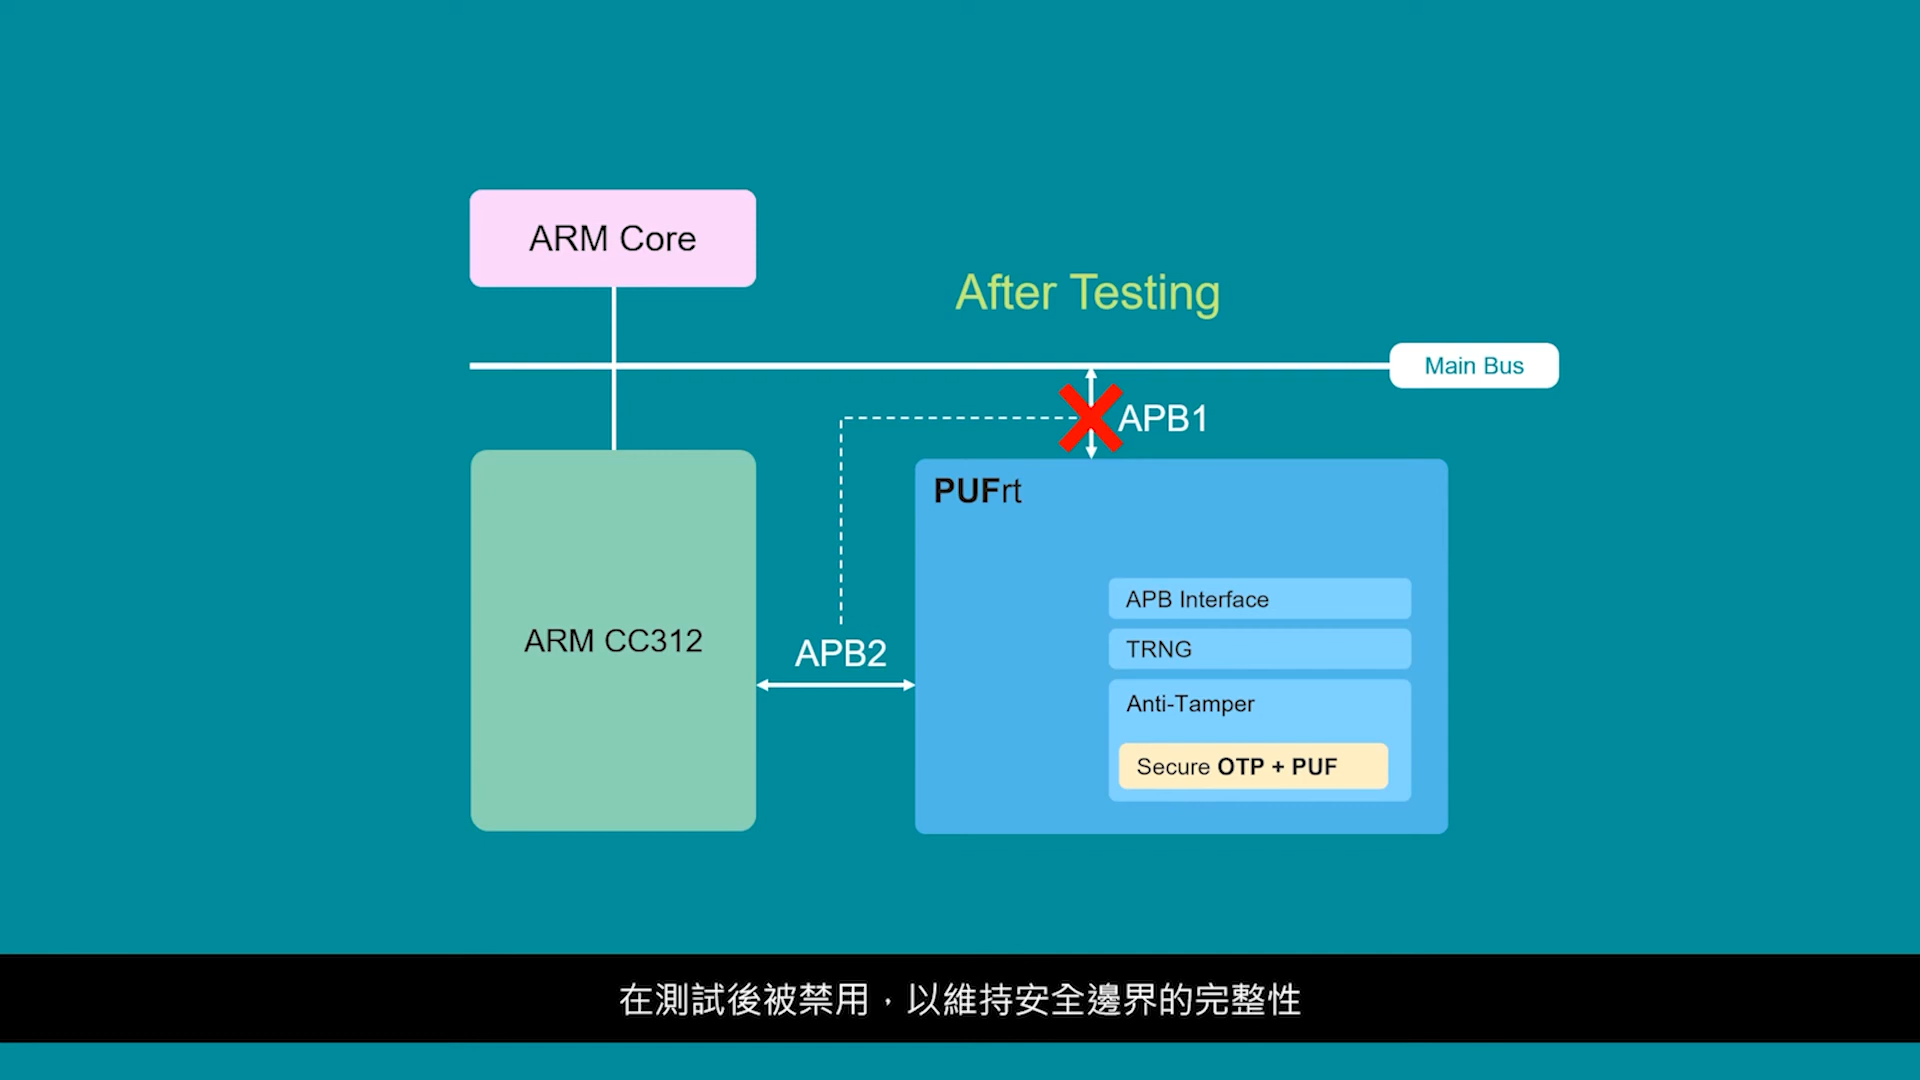 ARM Core
After Testing
Main Bus
APB1
PUFrt
APB Interface
ARM CC312
APB2
TRNG
Anti-Tamper
Secure OTP + PUF
在測試後被禁用，以維持安全邊界的完整性